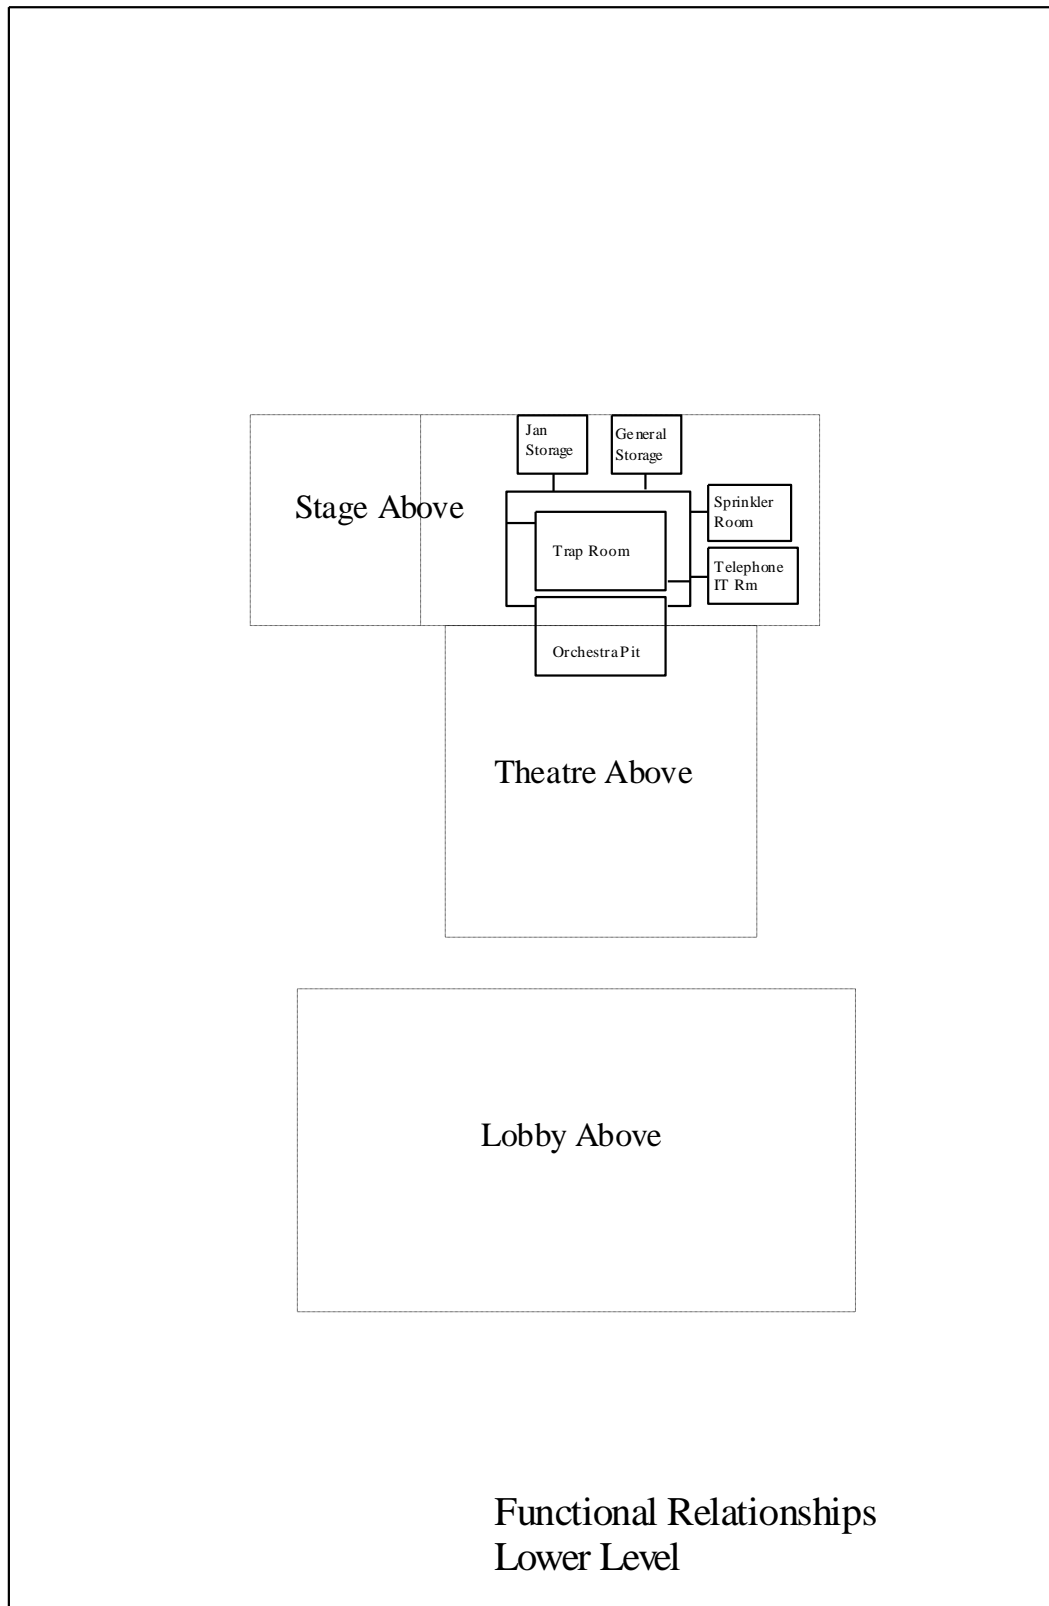 Jan
Storage
General
Storage
Stage Above
Sprinkler
Room
Trap Room
Telephone
IT Rm
Orchestra Pit
Theatre Above
Lobby Above
Functional Relationships
Lower Level